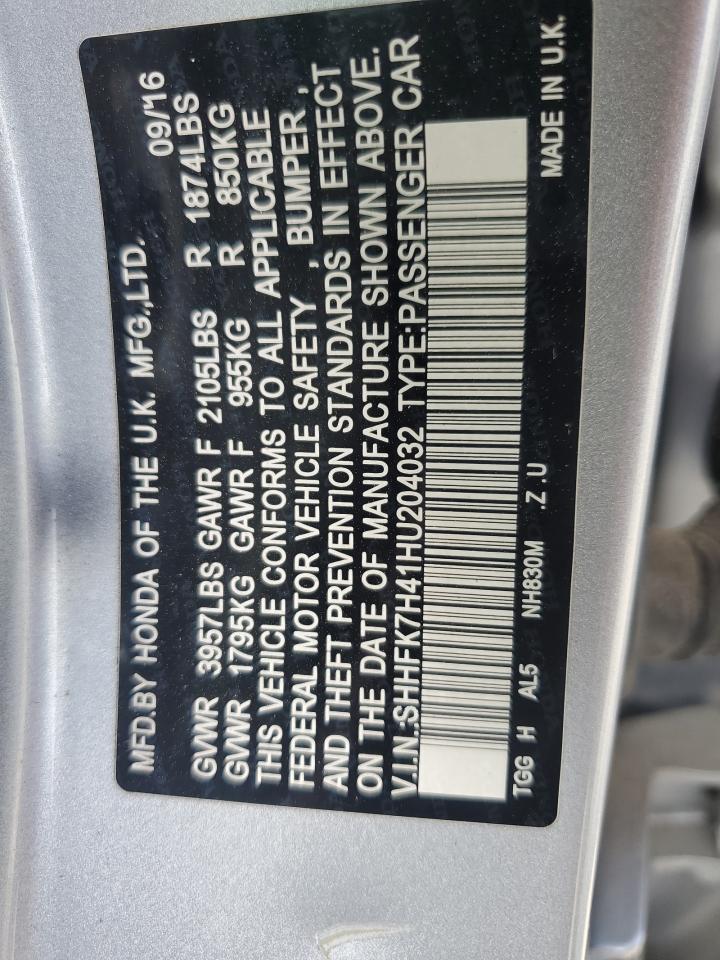 MFD.BY HONDA OF THE U.K. MFG.,LTD. 09/16
GVWR 3957LBS GAWR F 2105LBS R 1874LBS
GVWR 1795KG GAWR F 955KG R 850KG
THIS VEHICLE CONFORMS TO ALL APPLICABLE
FEDERAL MOTOR VEHICLE SAFETY , BUMPER ,
AND THEFT PREVENTION STANDARDS IN EFFECT
ON THE DATE OF MANUFACTURE SHOWN ABOVE.
V.I.N.:SHHFK7H41HU204032 TYPE:PASSENGER CAR
TGG H AL5 NH830M .Z .U MADE IN U.K.